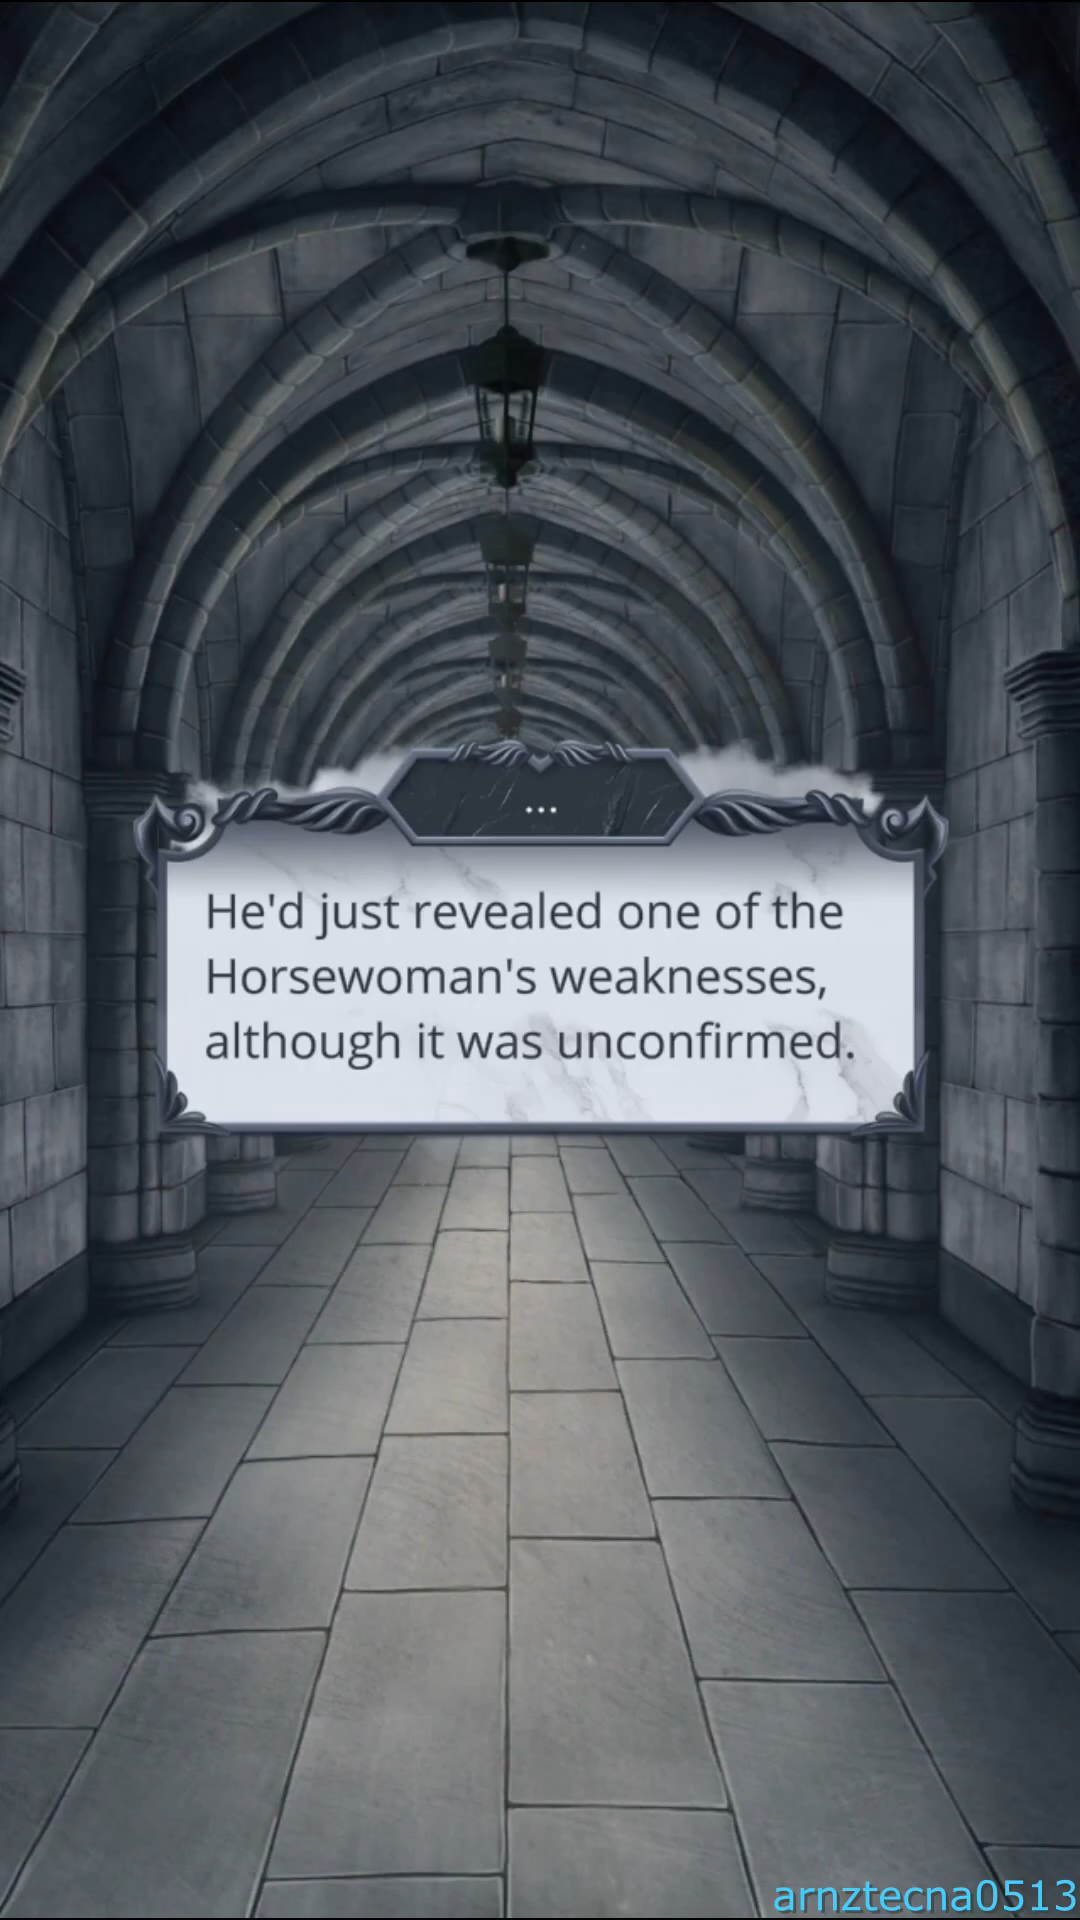 ...
He'd just revealed one of the
Horsewoman's weaknesses,
although it was unconfirmed.
arnztecna0513